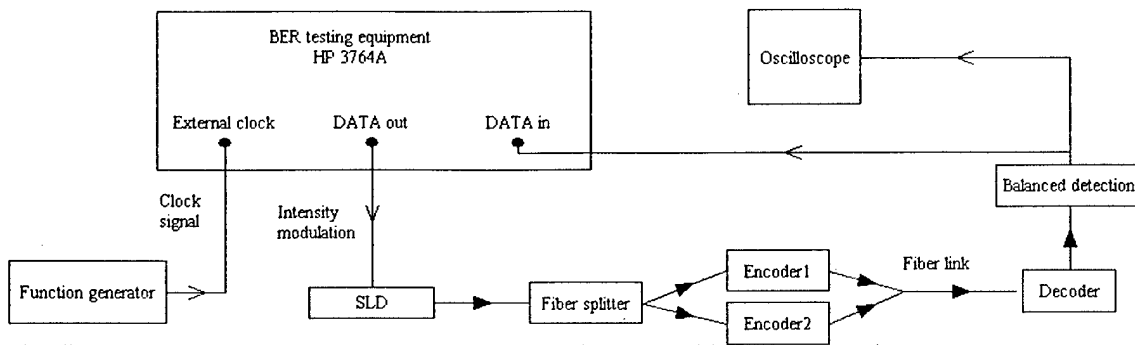 BER testing equipment
HP 3764A
Oscilloscope
External clock
DATA out
DATA in
Clock
signal
Intensity
modulation
Balanced detection
Function generator
SLD
Fiber splitter
Encoder1
Encoder2
Fiber link
Decoder